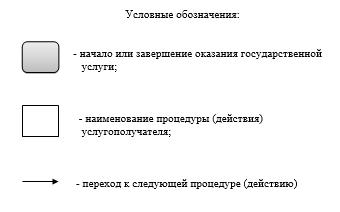 Условные обозначения:
- начало или завершение оказания государственной
услуги;
- наименование процедуры (действия)
услугополучателя;
- переход к следующей процедуре (действию)